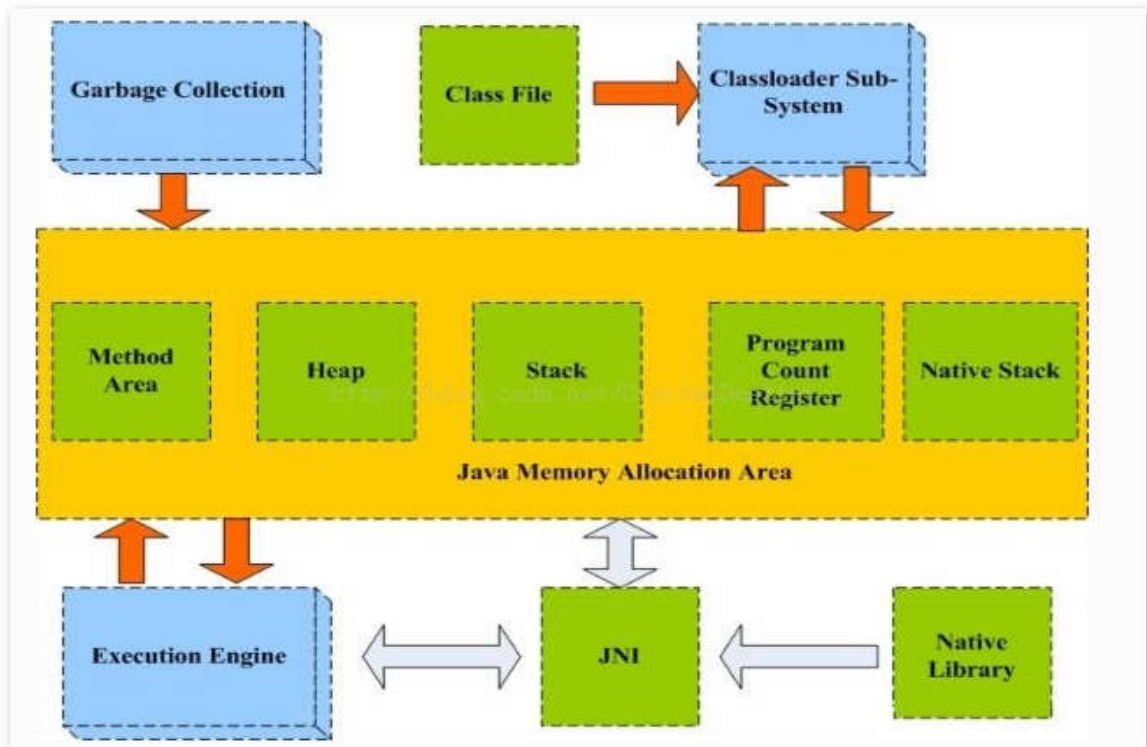 Garbage Collection
Class File
Classloader Sub-
System
Method
Area
Heap
Stack
Program
Count
Register
Native Stack
Java Memory Allocation Area
Execution Engine
JNI
Native
Library